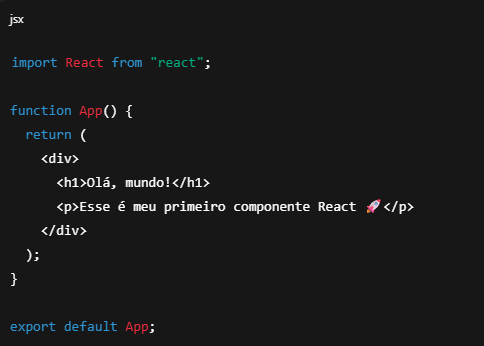 jsx
import React from "react";
function App() {
return (
<div>
<h1>Olá, mundo!</h1>
<p>Esse é meu primeiro componente React 🚀</p>
</div>
);
}
export default App;